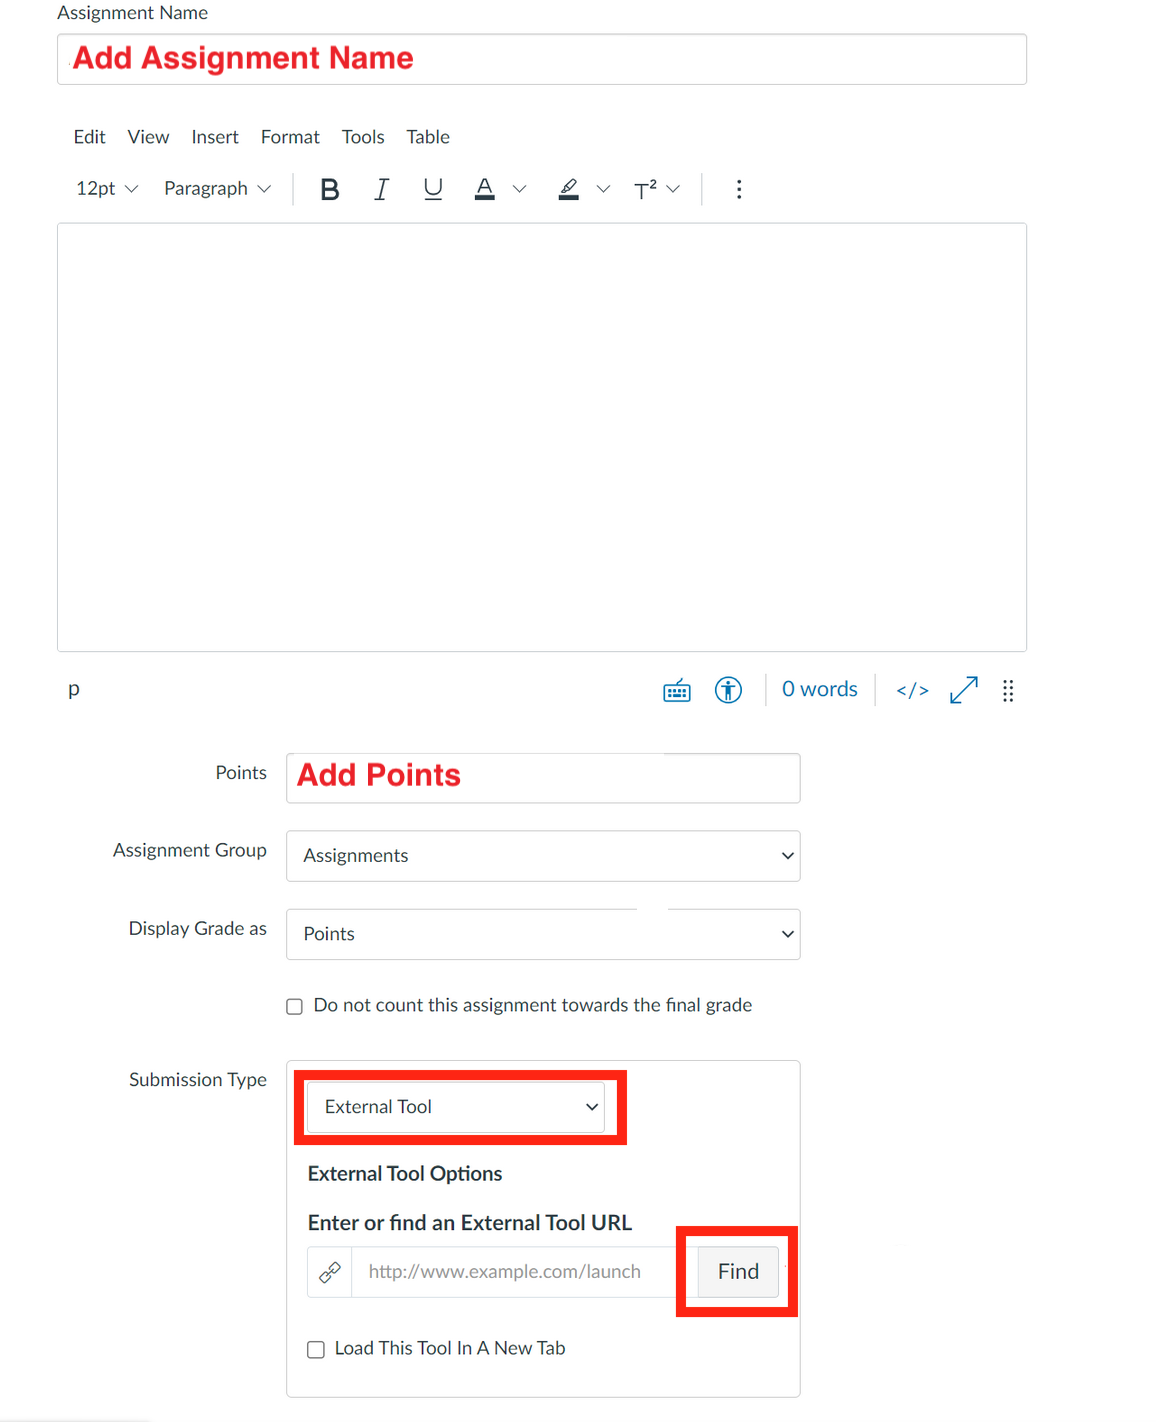 Assignment Name
Add Assignment Name
Edit View Insert Format Tools Table
12pt Paragraph B I U A T²
p 0 words </>
Points Add Points
Assignment Group Assignments
Display Grade as Points
Do not count this assignment towards the final grade
Submission Type
External Tool
External Tool Options
Enter or find an External Tool URL
http://www.example.com/launch Find
Load This Tool In A New Tab